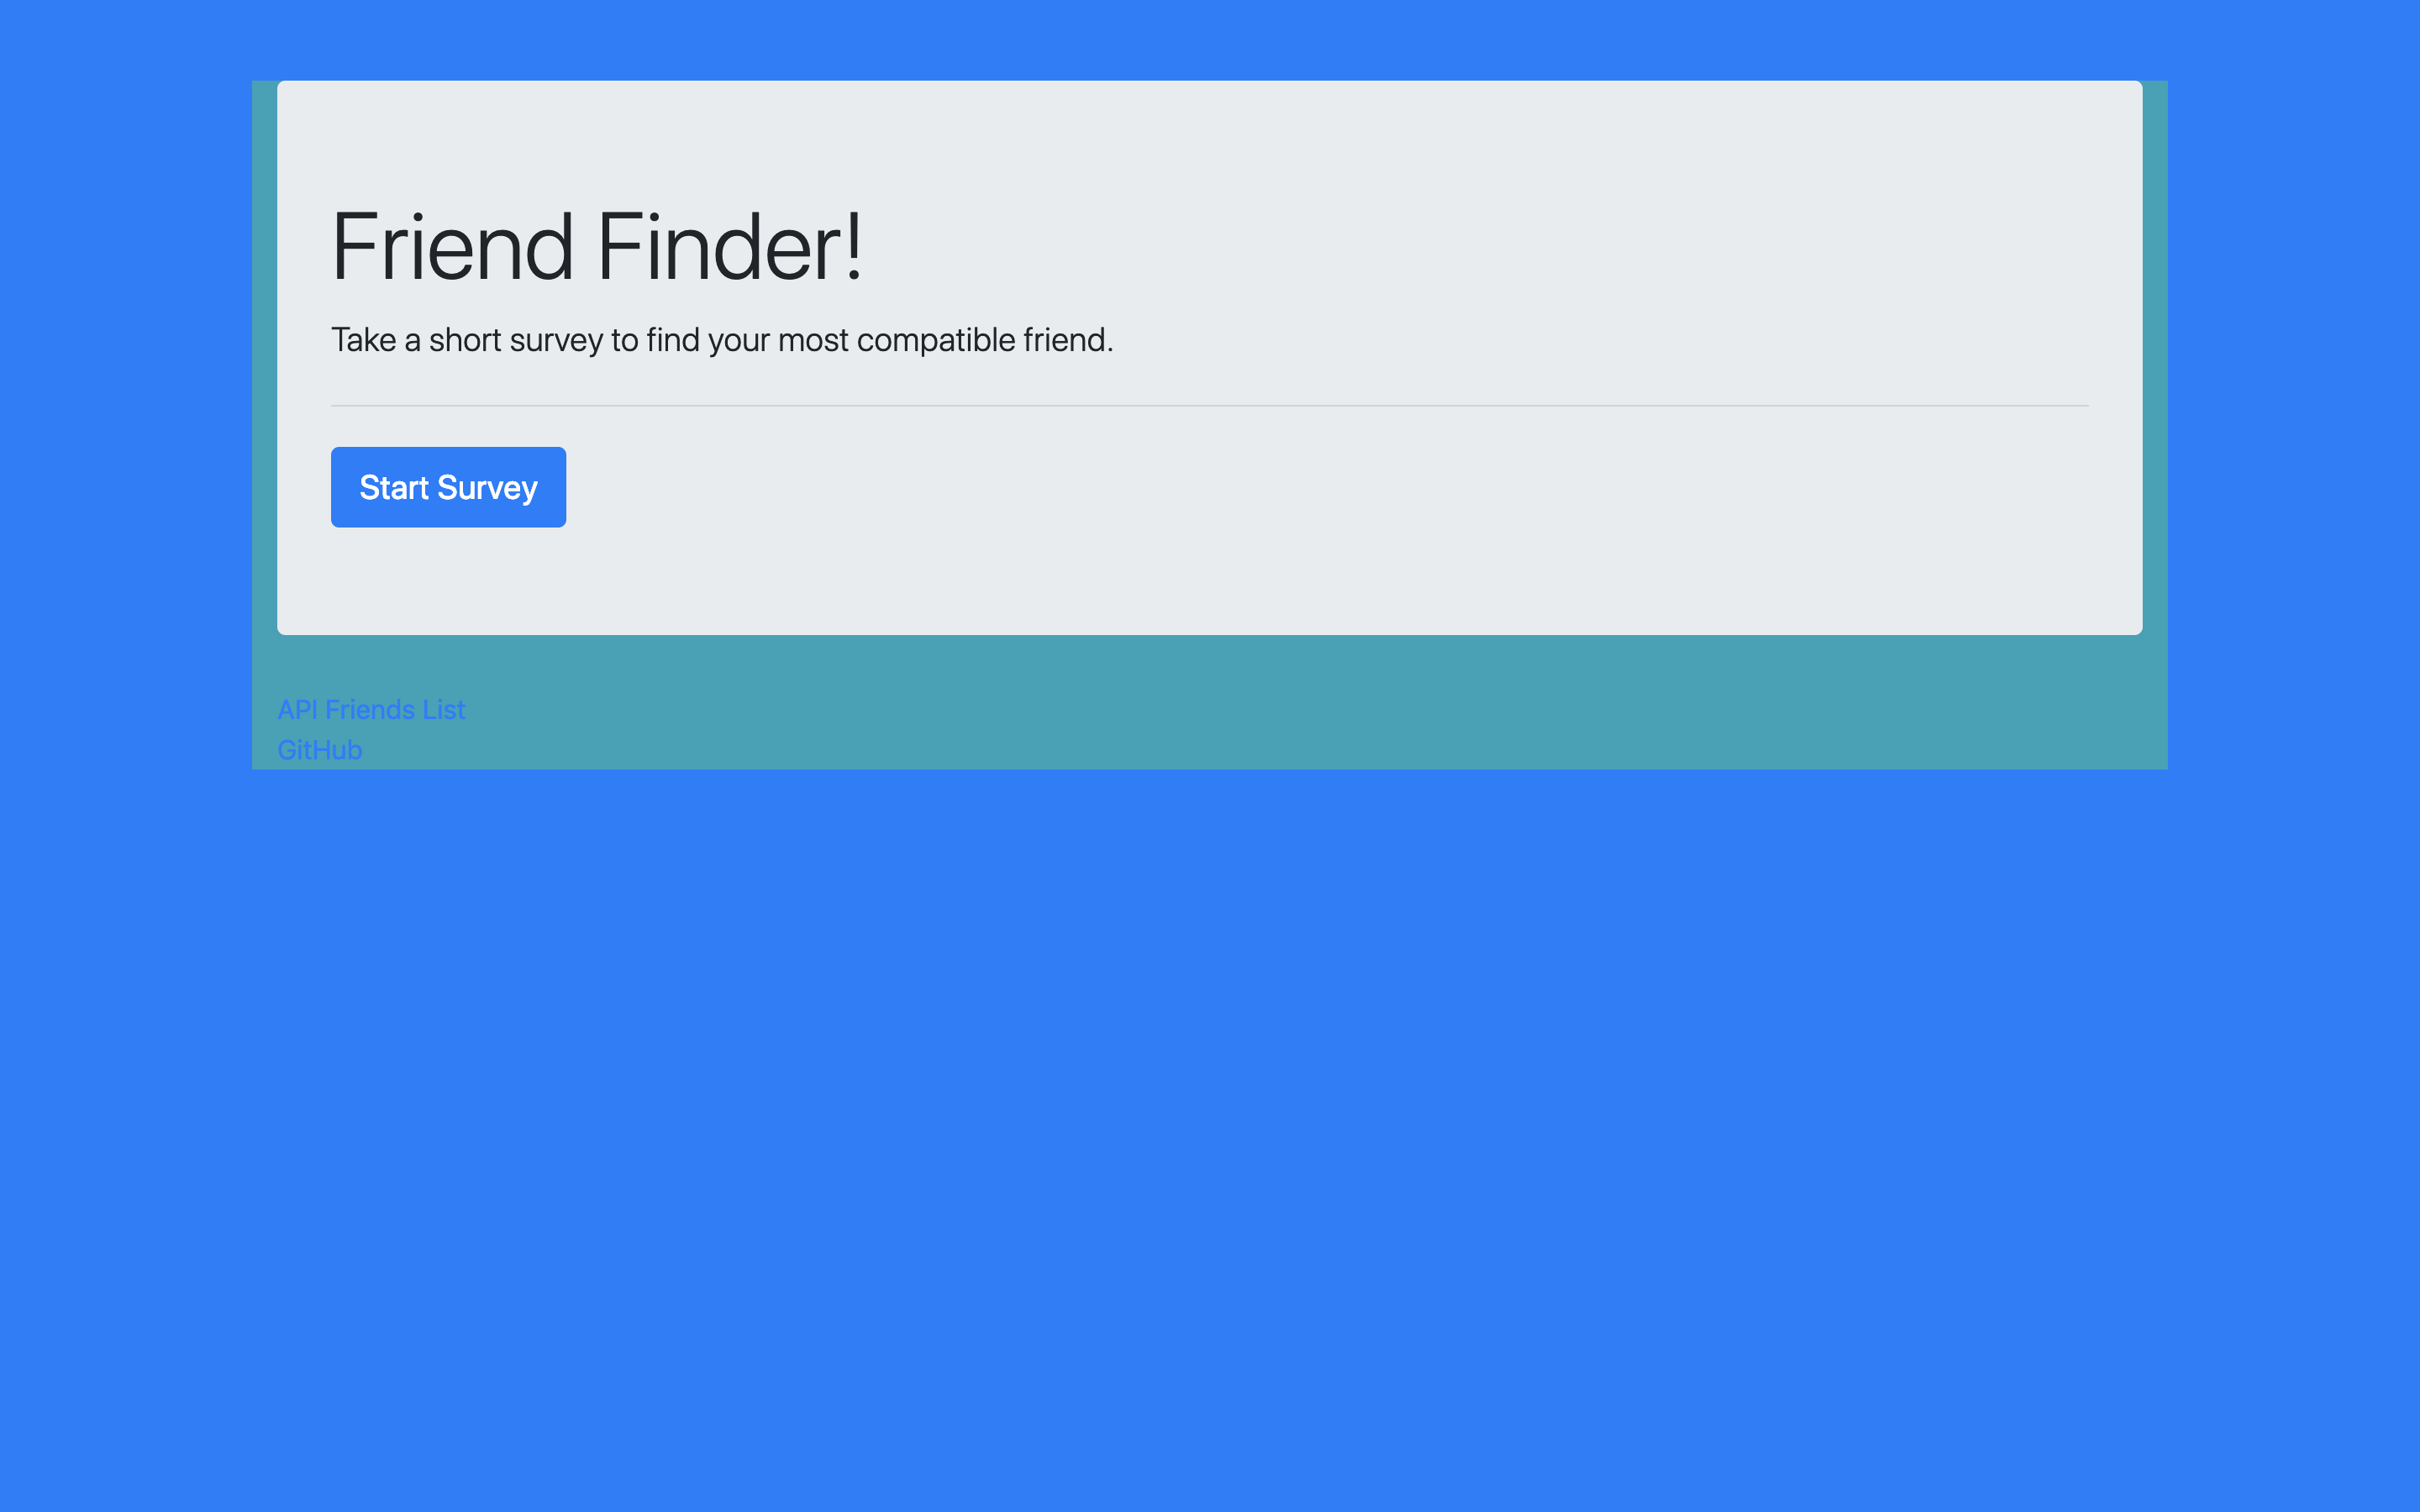 Friend Finder!
Take a short survey to find your most compatible friend.
Start Survey
API Friends List
GitHub